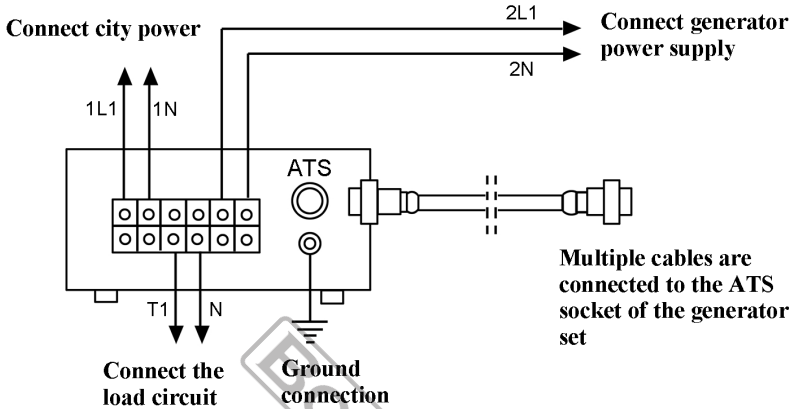 Connect city power
2L1
Connect generator
power supply
2N
1L1
1N
ATS
Multiple cables are
connected to the ATS
socket of the generator
set
T1
N
Connect the
load circuit
Ground
connection